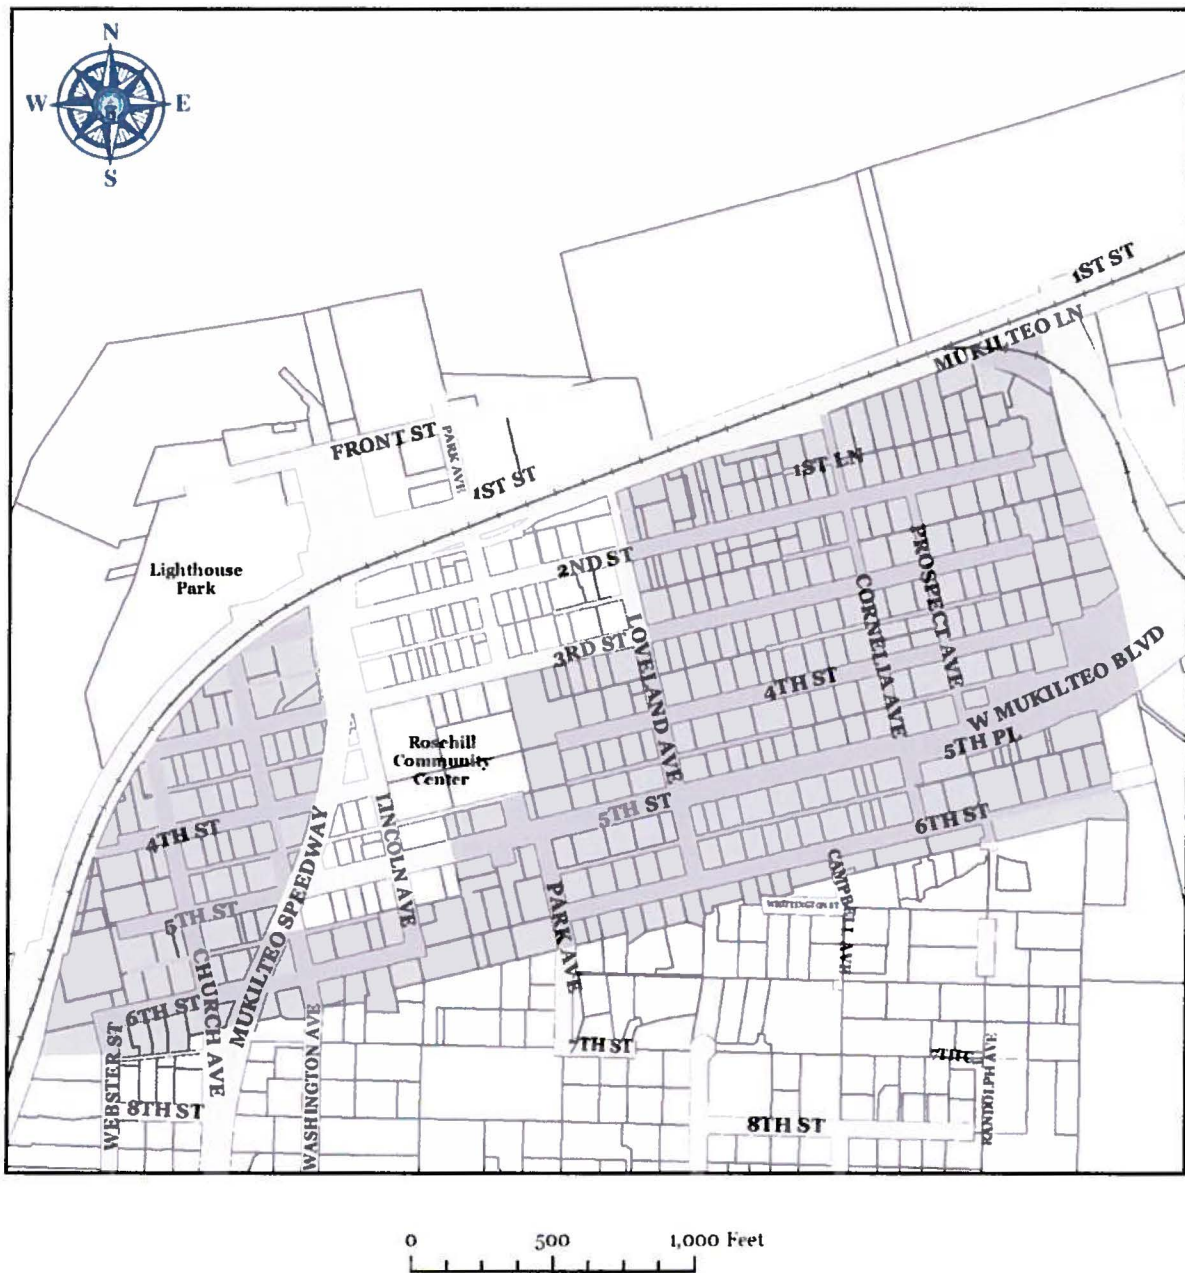 N
W
E
S
1ST ST
MUKILTEO LN
FRONT ST
PARK AVE
1ST ST
1ST LN
Lighthouse
Park
2ND ST
PROSPECT AVE
CORNELIA AVE
LOVELAND AVE
3RD ST
4TH ST
W MUKILTEO BLVD
5TH PL
Rosehill
Community
Center
5TH ST
6TH ST
4TH ST
LINCOLN AVE
MUKILTEO SPEEDWAY
5TH ST
PARK AVE
CAMPBELL AVE
WHITTINGTON ST
CHURCH AVE
6TH ST
WEBSTER ST
WASHINGTON AVE
7TH ST
RANDOLPH AVE
8TH ST
8TH ST
0
500
1,000 Feet